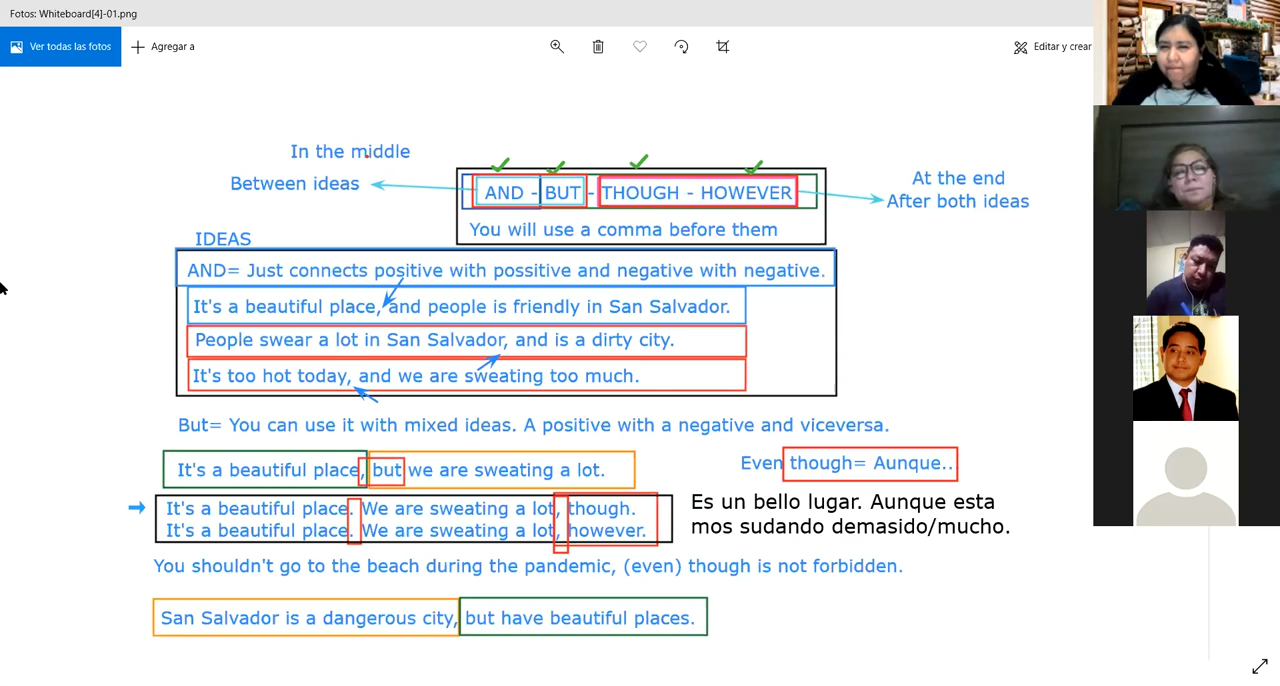 Fotos: Whiteboard[4]-01.png
Ver todas las fotos
Agregar a
Editar y crear
In the middle
Between ideas
AND - BUT - THOUGH - HOWEVER
At the end
After both ideas
You will use a comma before them
IDEAS
AND= Just connects positive with possitive and negative with negative.
It's a beautiful place, and people is friendly in San Salvador.
People swear a lot in San Salvador, and is a dirty city.
It's too hot today, and we are sweating too much.
But= You can use it with mixed ideas. A positive with a negative and viceversa.
It's a beautiful place, but we are sweating a lot.
Even though= Aunque...
It's a beautiful place. We are sweating a lot, though.
It's a beautiful place. We are sweating a lot, however.
Es un bello lugar. Aunque esta
mos sudando demasido/mucho.
You shouldn't go to the beach during the pandemic, (even) though is not forbidden.
San Salvador is a dangerous city, but have beautiful places.